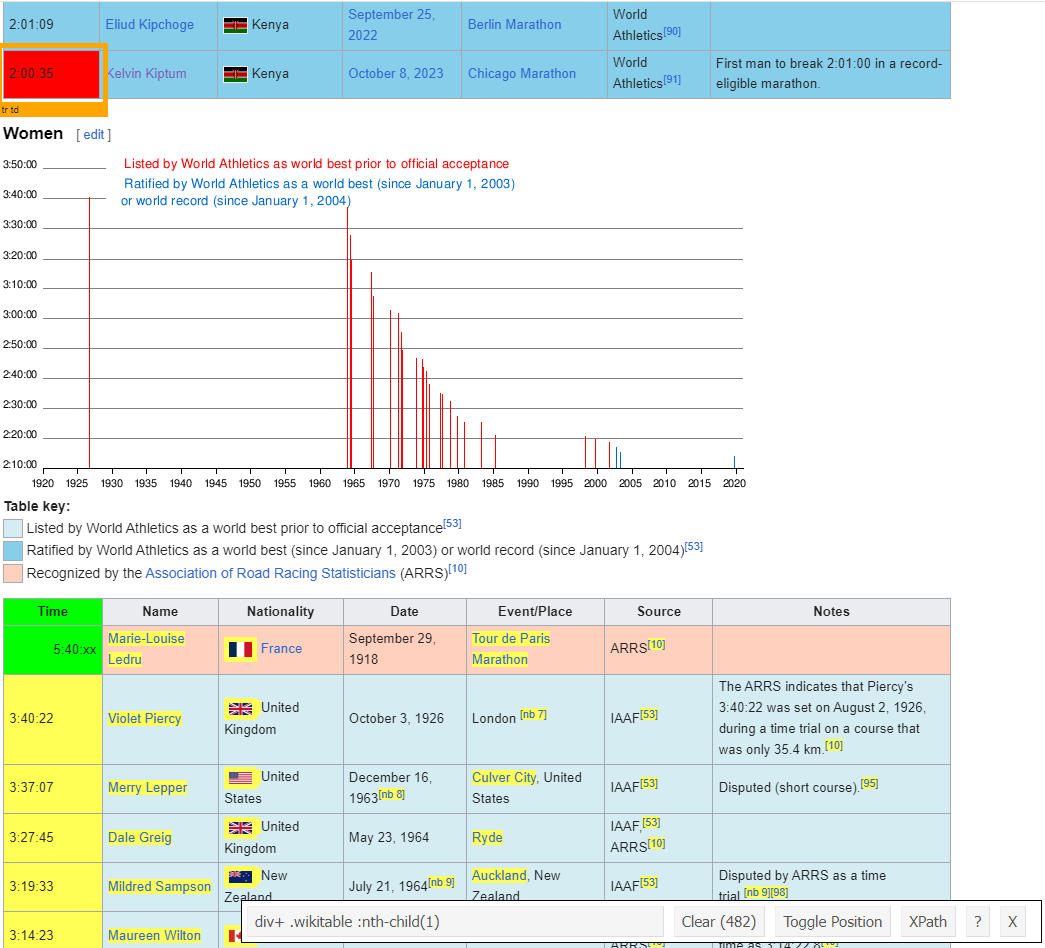 2:01:09 Eliud Kipchoge Kenya September 25, 2022 Berlin Marathon World Athletics[90]
2:00:35 Kelvin Kiptum Kenya October 8, 2023 Chicago Marathon World Athletics[91] First man to break 2:01:00 in a record-eligible marathon.
tr td
Women [ edit ]
Listed by World Athletics as world best prior to official acceptance
Ratified by World Athletics as a world best (since January 1, 2003)
or world record (since January 1, 2004)
3:50:00
3:40:00
3:30:00
3:20:00
3:10:00
3:00:00
2:50:00
2:40:00
2:30:00
2:20:00
2:10:00
1920 1925 1930 1935 1940 1945 1950 1955 1960 1965 1970 1975 1980 1985 1990 1995 2000 2005 2010 2015 2020
Table key:
Listed by World Athletics as a world best prior to official acceptance[53]
Ratified by World Athletics as a world best (since January 1, 2003) or world record (since January 1, 2004)[53]
Recognized by the Association of Road Racing Statisticians (ARRS)[10]
Time Name Nationality Date Event/Place Source Notes
5:40:xx Marie-Louise Ledru France September 29, 1918 Tour de Paris Marathon ARRS[10]
3:40:22 Violet Piercy United Kingdom October 3, 1926 London [nb 7] IAAF[53] The ARRS indicates that Piercy's 3:40:22 was set on August 2, 1926, during a time trial on a course that was only 35.4 km.[10]
3:37:07 Merry Lepper United States December 16, 1963[nb 8] Culver City, United States IAAF[53] Disputed (short course).[95]
3:27:45 Dale Greig United Kingdom May 23, 1964 Ryde IAAF,[53] ARRS[10]
3:19:33 Mildred Sampson New Zealand July 21, 1964[nb 9] Auckland, New Zealand IAAF[53] Disputed by ARRS as a time trial.[nb 9][98]
3:14:23 Maureen Wilton
div+ .wikitable :nth-child(1) Clear (482) Toggle Position XPath ? X